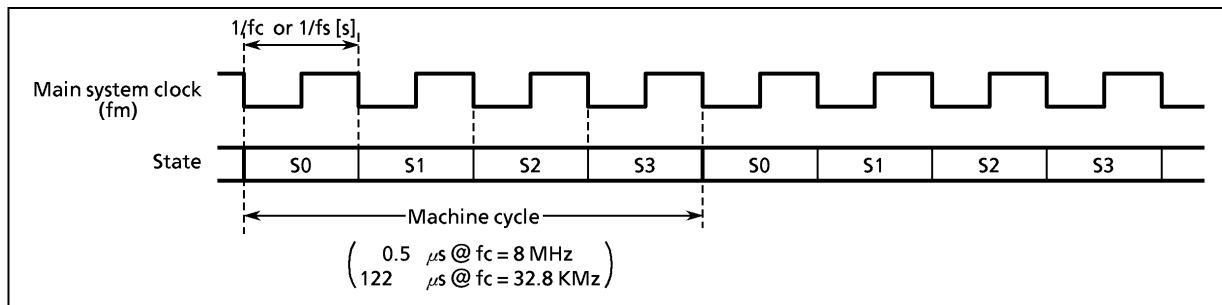 1/fc or 1/fs [s]
Main system clock
(fm)
State
S0 S1 S2 S3 S0 S1 S2 S3
Machine cycle
0.5 μs @ fc = 8 MHz
122 μs @ fc = 32.8 KMz